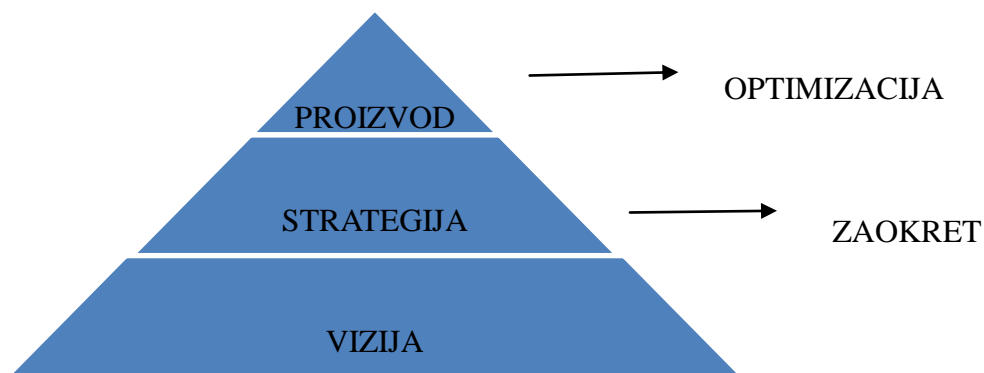 PROIZVOD
OPTIMIZACIJA
STRATEGIJA
ZAOKRET
VIZIJA